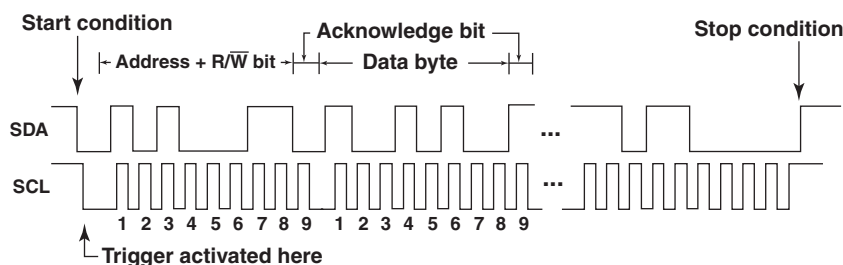 Start condition
Acknowledge bit
Stop condition
Address + R/W̅ bit
Data byte
SDA
...
SCL
...
1 2 3 4 5 6 7 8 9 1 2 3 4 5 6 7 8 9
Trigger activated here